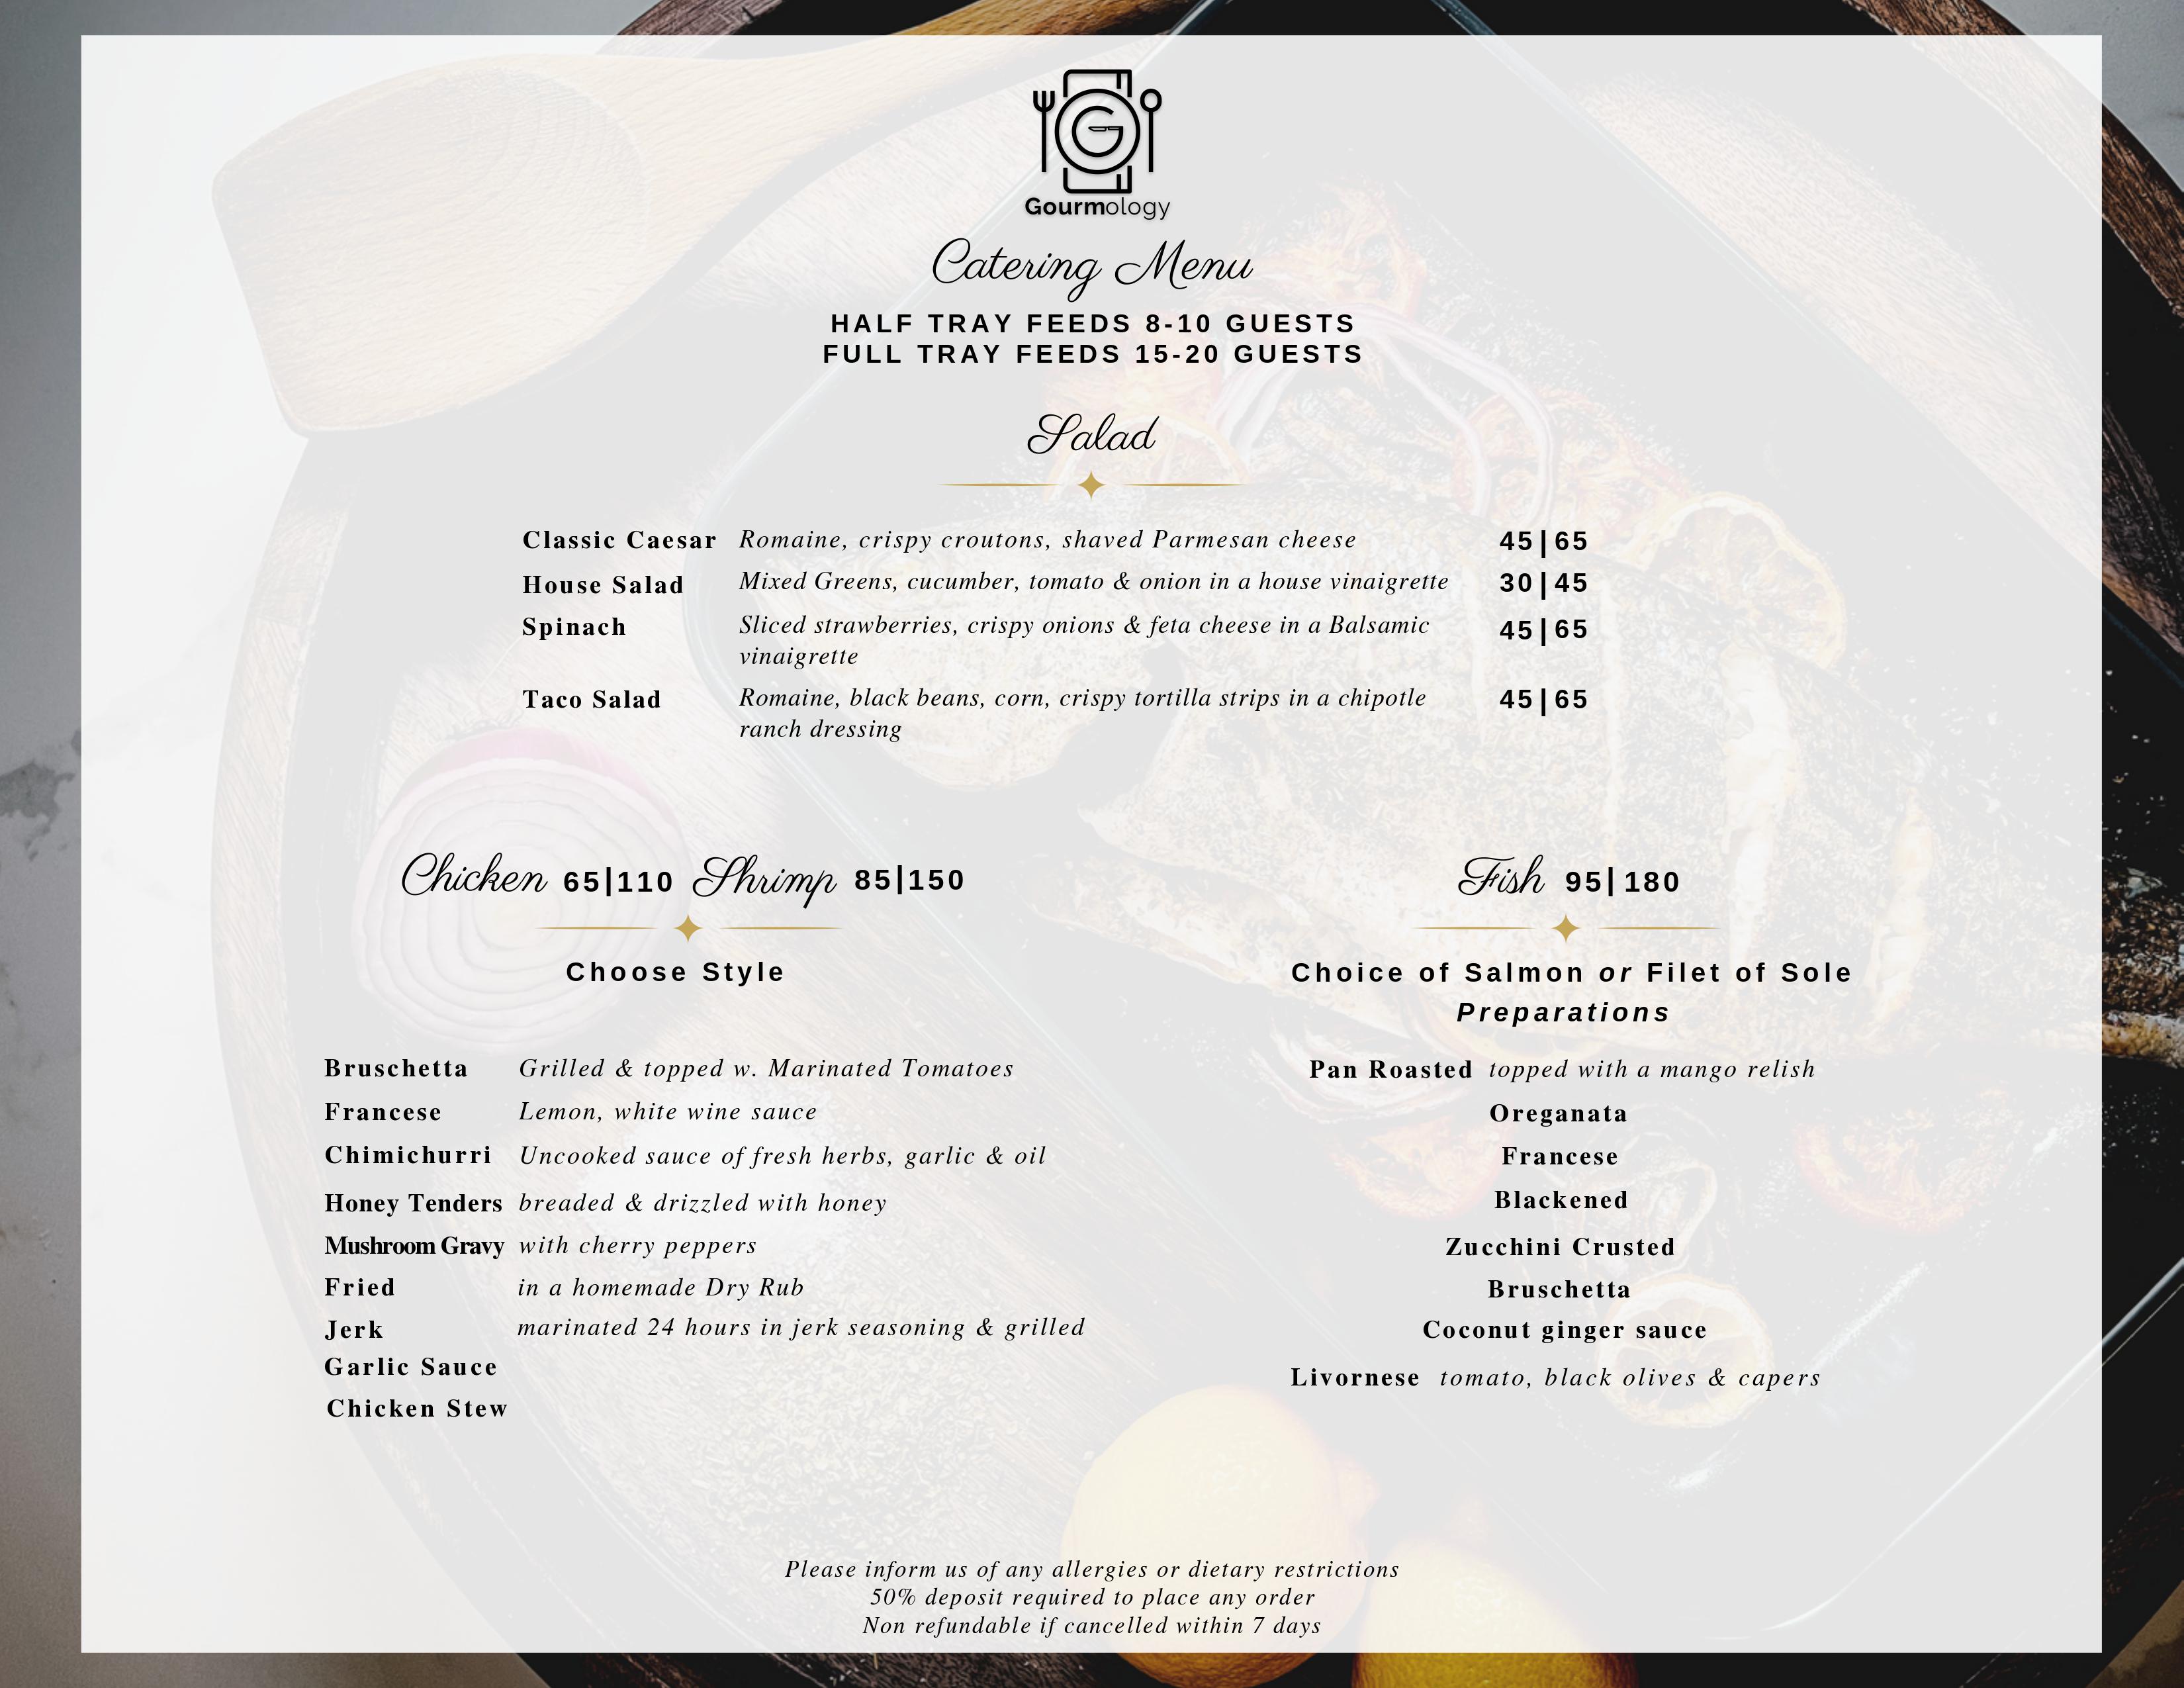 Gourmology
Catering Menu
HALF TRAY FEEDS 8-10 GUESTS
FULL TRAY FEEDS 15-20 GUESTS
Salad
Classic Caesar Romaine, crispy croutons, shaved Parmesan cheese 45|65
House Salad Mixed Greens, cucumber, tomato & onion in a house vinaigrette 30|45
Spinach Sliced strawberries, crispy onions & feta cheese in a Balsamic 45|65
vinaigrette
Taco Salad Romaine, black beans, corn, crispy tortilla strips in a chipotle 45|65
ranch dressing
Chicken 65|110 Shrimp 85|150
Choose Style
Bruschetta Grilled & topped w. Marinated Tomatoes
Francese Lemon, white wine sauce
Chimichurri Uncooked sauce of fresh herbs, garlic & oil
Honey Tenders breaded & drizzled with honey
Mushroom Gravy with cherry peppers
Fried in a homemade Dry Rub
Jerk marinated 24 hours in jerk seasoning & grilled
Garlic Sauce
Chicken Stew
Fish 95|180
Choice of Salmon or Filet of Sole
Preparations
Pan Roasted topped with a mango relish
Oreganata
Francese
Blackened
Zucchini Crusted
Bruschetta
Coconut ginger sauce
Livornese tomato, black olives & capers
Please inform us of any allergies or dietary restrictions
50% deposit required to place any order
Non refundable if cancelled within 7 days